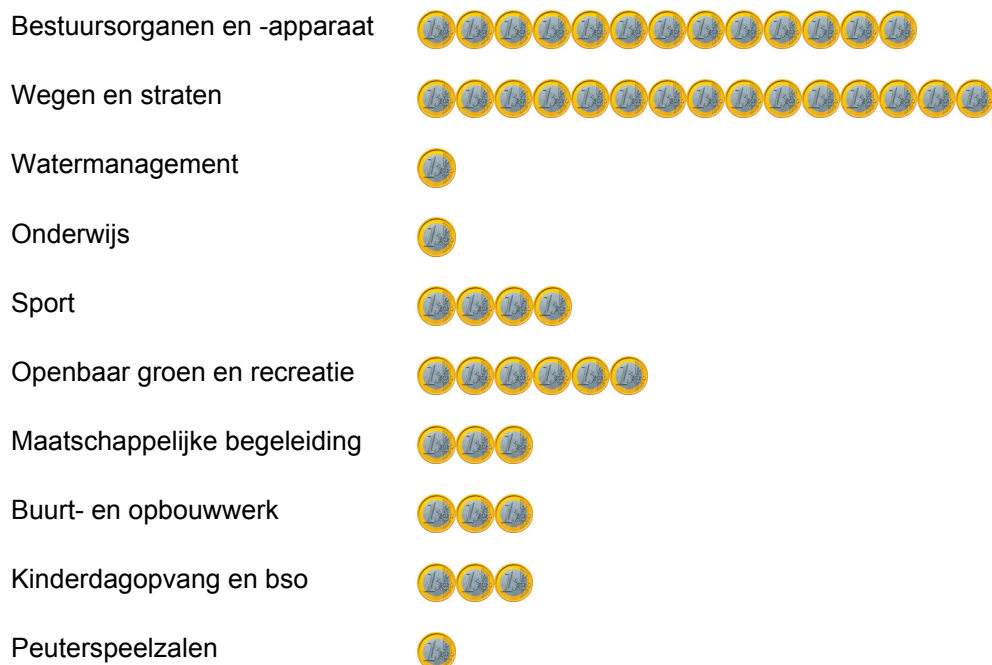 Bestuursorganen en -apparaat
Wegen en straten
Watermanagement
Onderwijs
Sport
Openbaar groen en recreatie
Maatschappelijke begeleiding
Buurt- en opbouwwerk
Kinderdagopvang en bso
Peuterspeelzalen